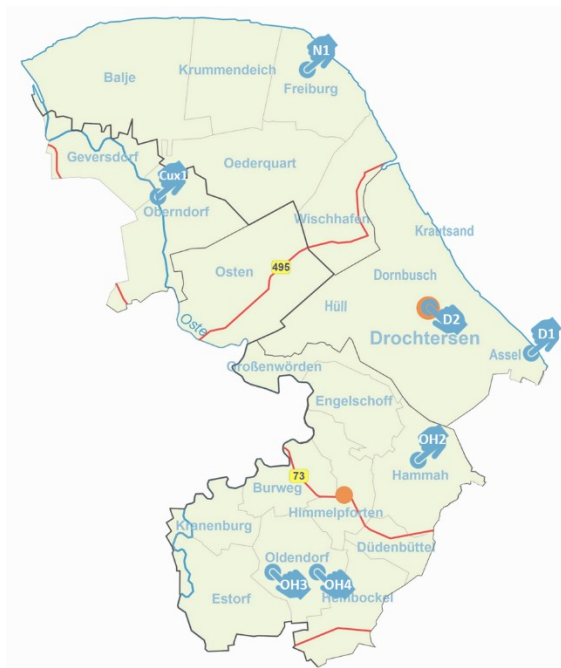 N1
Krummendeich
Balje
Freiburg
Geversdorf
Oederquart
Cux1
Oberndorf
Wischhafen
Krautsand
495
Osten
Dornbusch
Hüll
Oste
D2
Drochtersen
D1
Assel
Großenwörden
Engelschoff
OH2
Hammah
73
Burweg
Himmelpforten
Kranenburg
Düdenbüttel
Oldendorf
OH3
OH4
Estorf